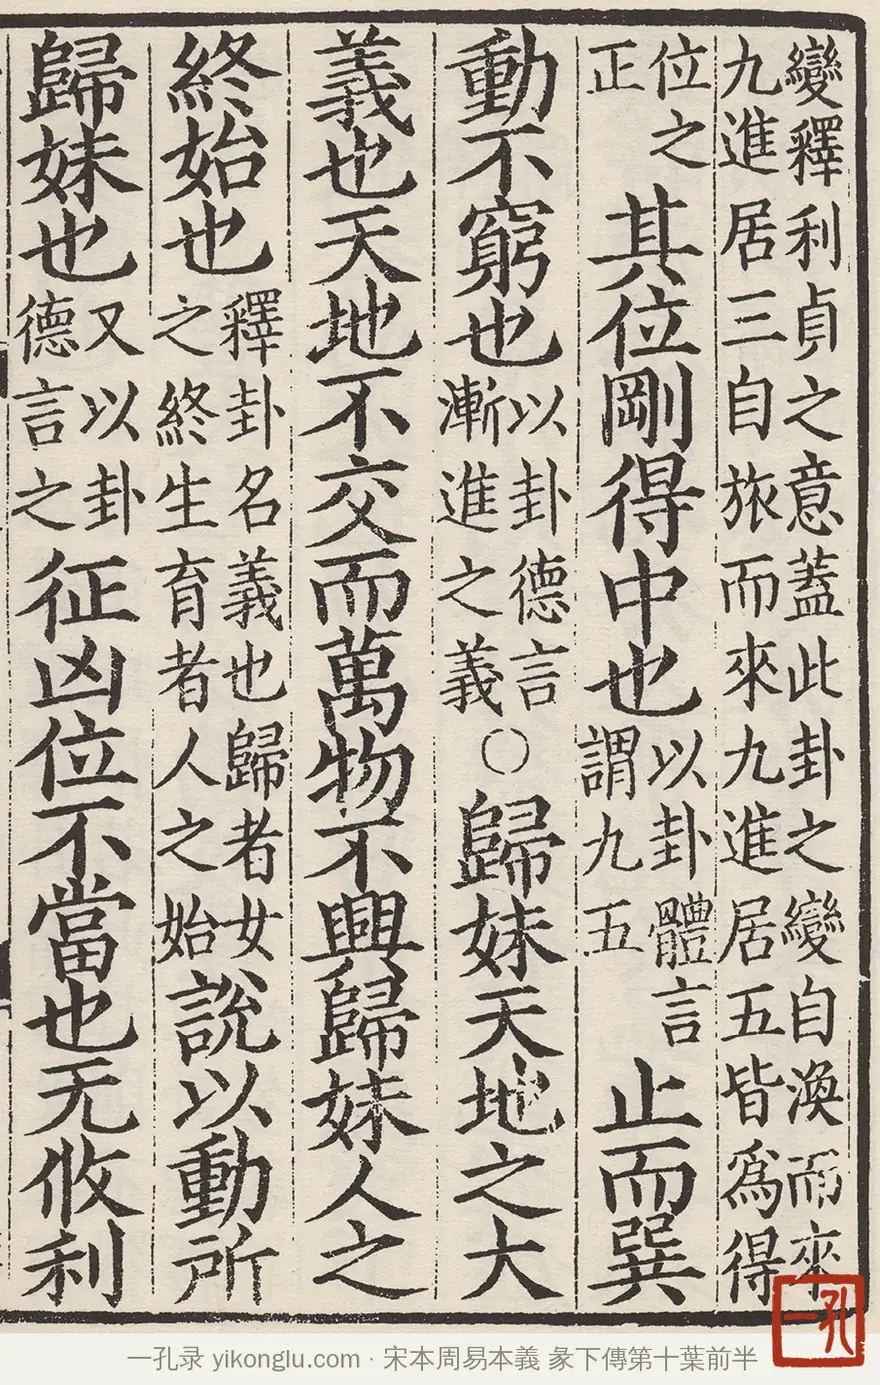 變釋利貞之意蓋此卦之變自渙而來
九進居三自旅而來九進居五皆爲得
位之
正
其位剛得中也
以卦體言
謂九五
止而巽
動不窮也
以卦德言
漸進之義
〇歸妹天地之大
義也天地不交而萬物不興歸妹人之
終始也
釋卦名義也歸者女
之終生育者人之始
說以動所
歸妹也
又以卦
德言之
征凶位不當也无攸利
一孔
一孔录 yikonglu.com · 宋本周易本義 彖下傳第十葉前半